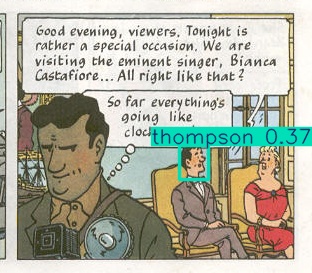 Good evening, viewers. Tonight is
rather a special occasion. We are
visiting the eminent singer, Bianca
Castafiore... All right like that?
So far everything's
going like
thompson 0.37